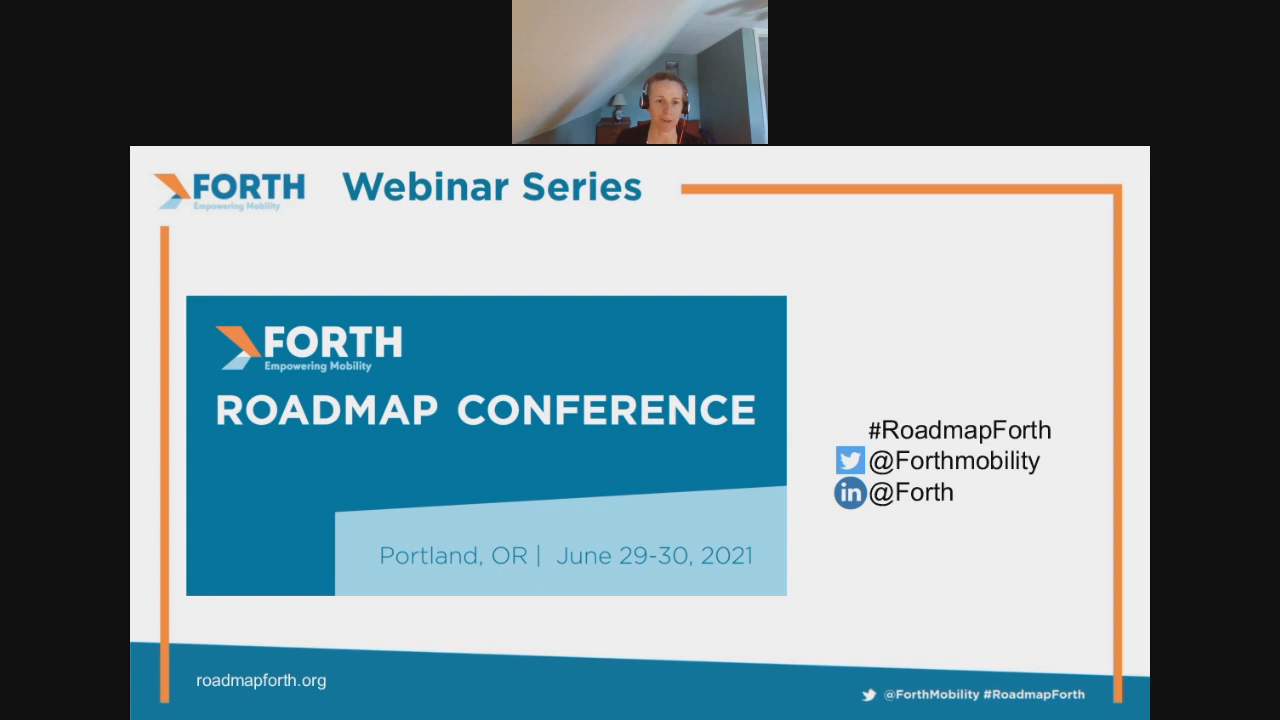 FORTH
Empowering Mobility
Webinar Series
FORTH
Empowering Mobility
ROADMAP CONFERENCE
Portland, OR | June 29-30, 2021
#RoadmapForth
@Forthmobility
in @Forth
roadmapforth.org
@ForthMobility #RoadmapForth